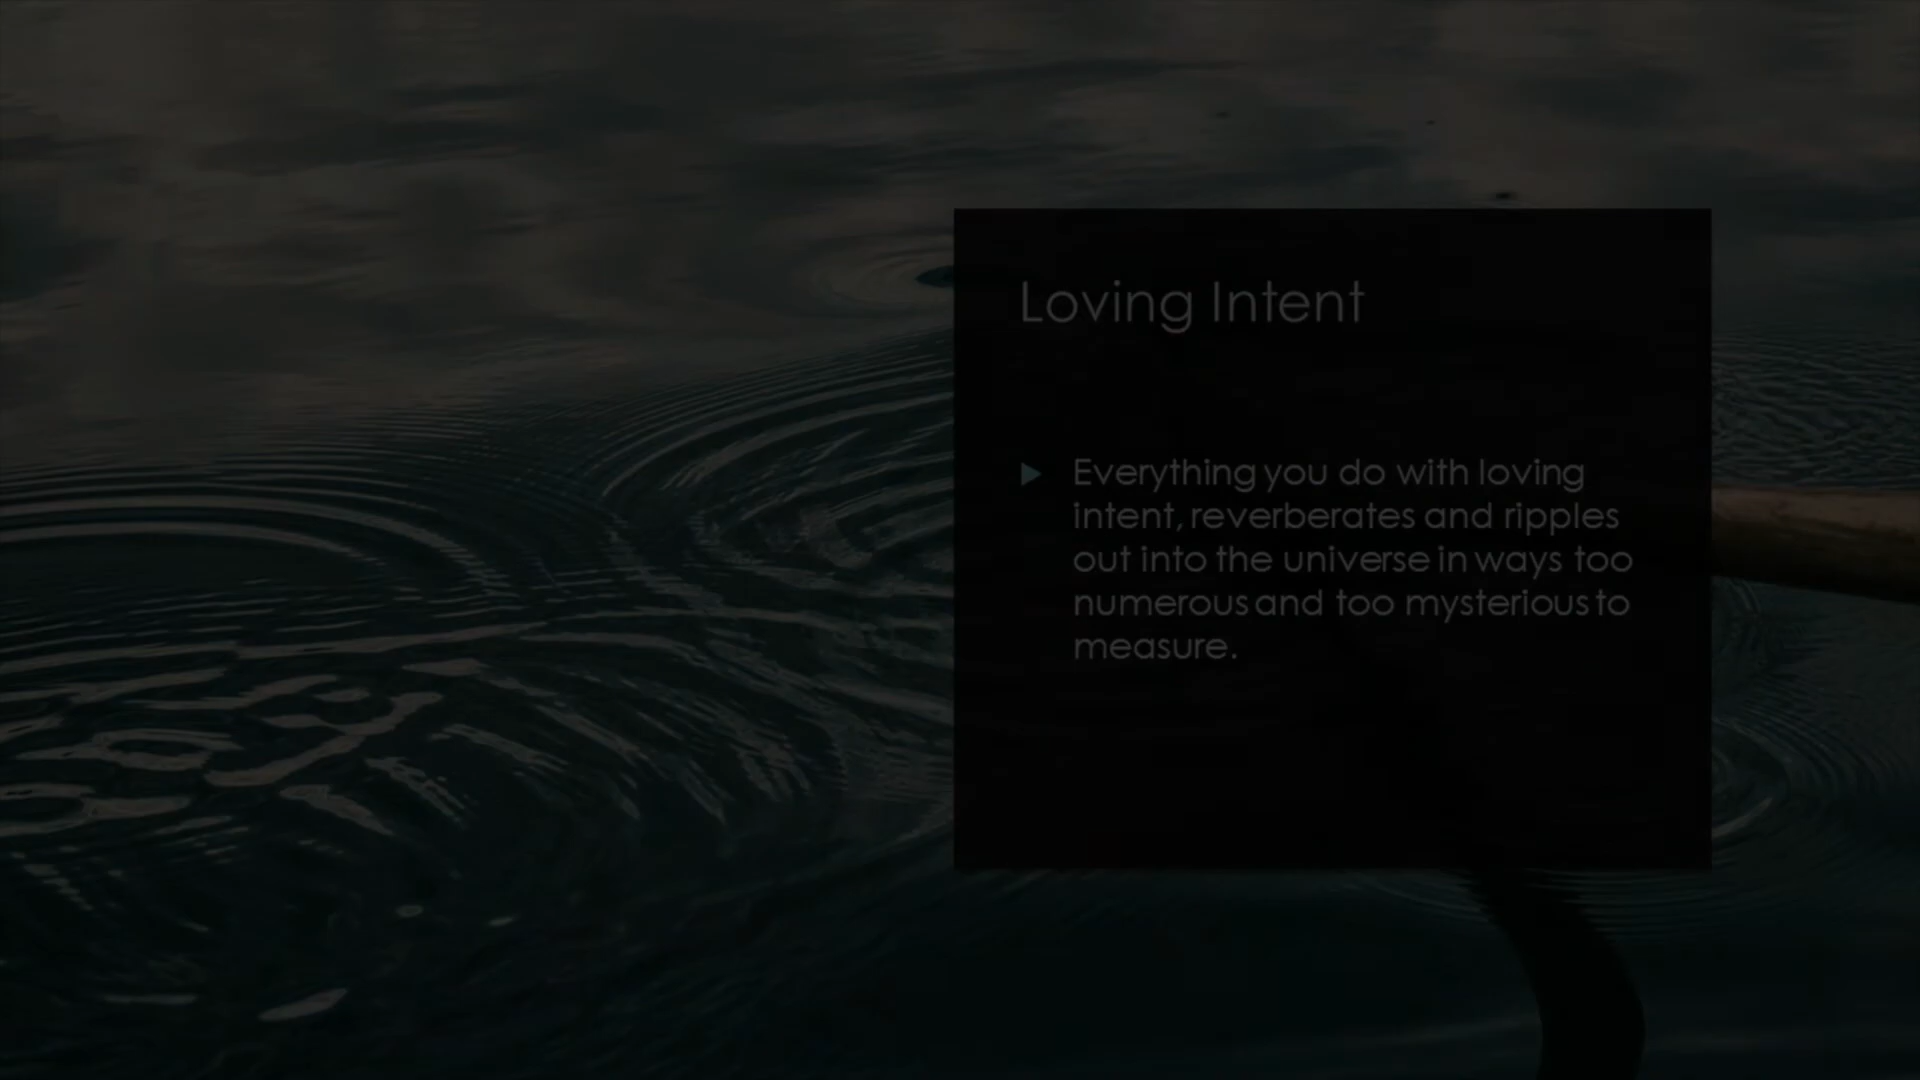 Loving Intent
Everything you do with loving
intent, reverberates and ripples
out into the universe in ways too
numerous and too mysterious to
measure.